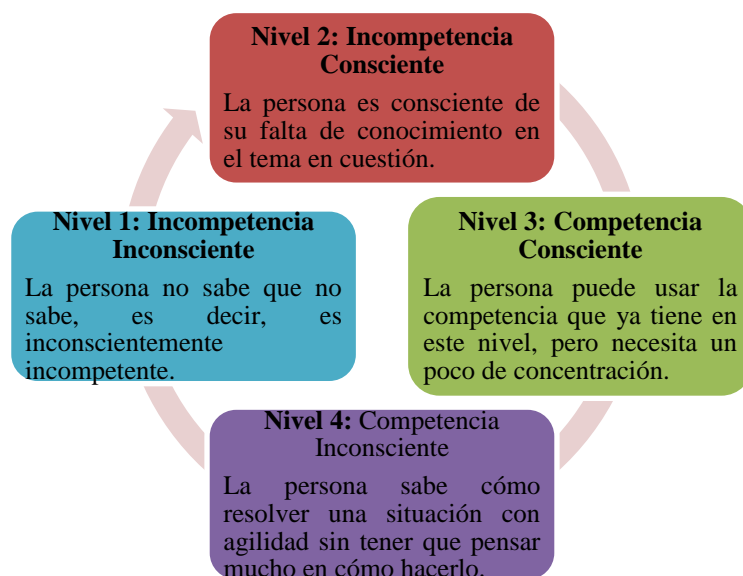 Nivel 2: Incompetencia
Consciente
La persona es consciente de
su falta de conocimiento en
el tema en cuestión.
Nivel 1: Incompetencia
Inconsciente
La persona no sabe que no
sabe, es decir, es
inconscientemente
incompetente.
Nivel 3: Competencia
Consciente
La persona puede usar la
competencia que ya tiene en
este nivel, pero necesita un
poco de concentración.
Nivel 4: Competencia
Inconsciente
La persona sabe cómo
resolver una situación con
agilidad sin tener que pensar
mucho en cómo hacerlo.